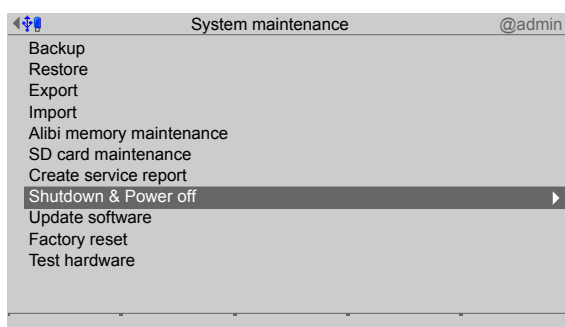 System maintenance @admin
Backup
Restore
Export
Import
Alibi memory maintenance
SD card maintenance
Create service report
Shutdown & Power off
Update software
Factory reset
Test hardware